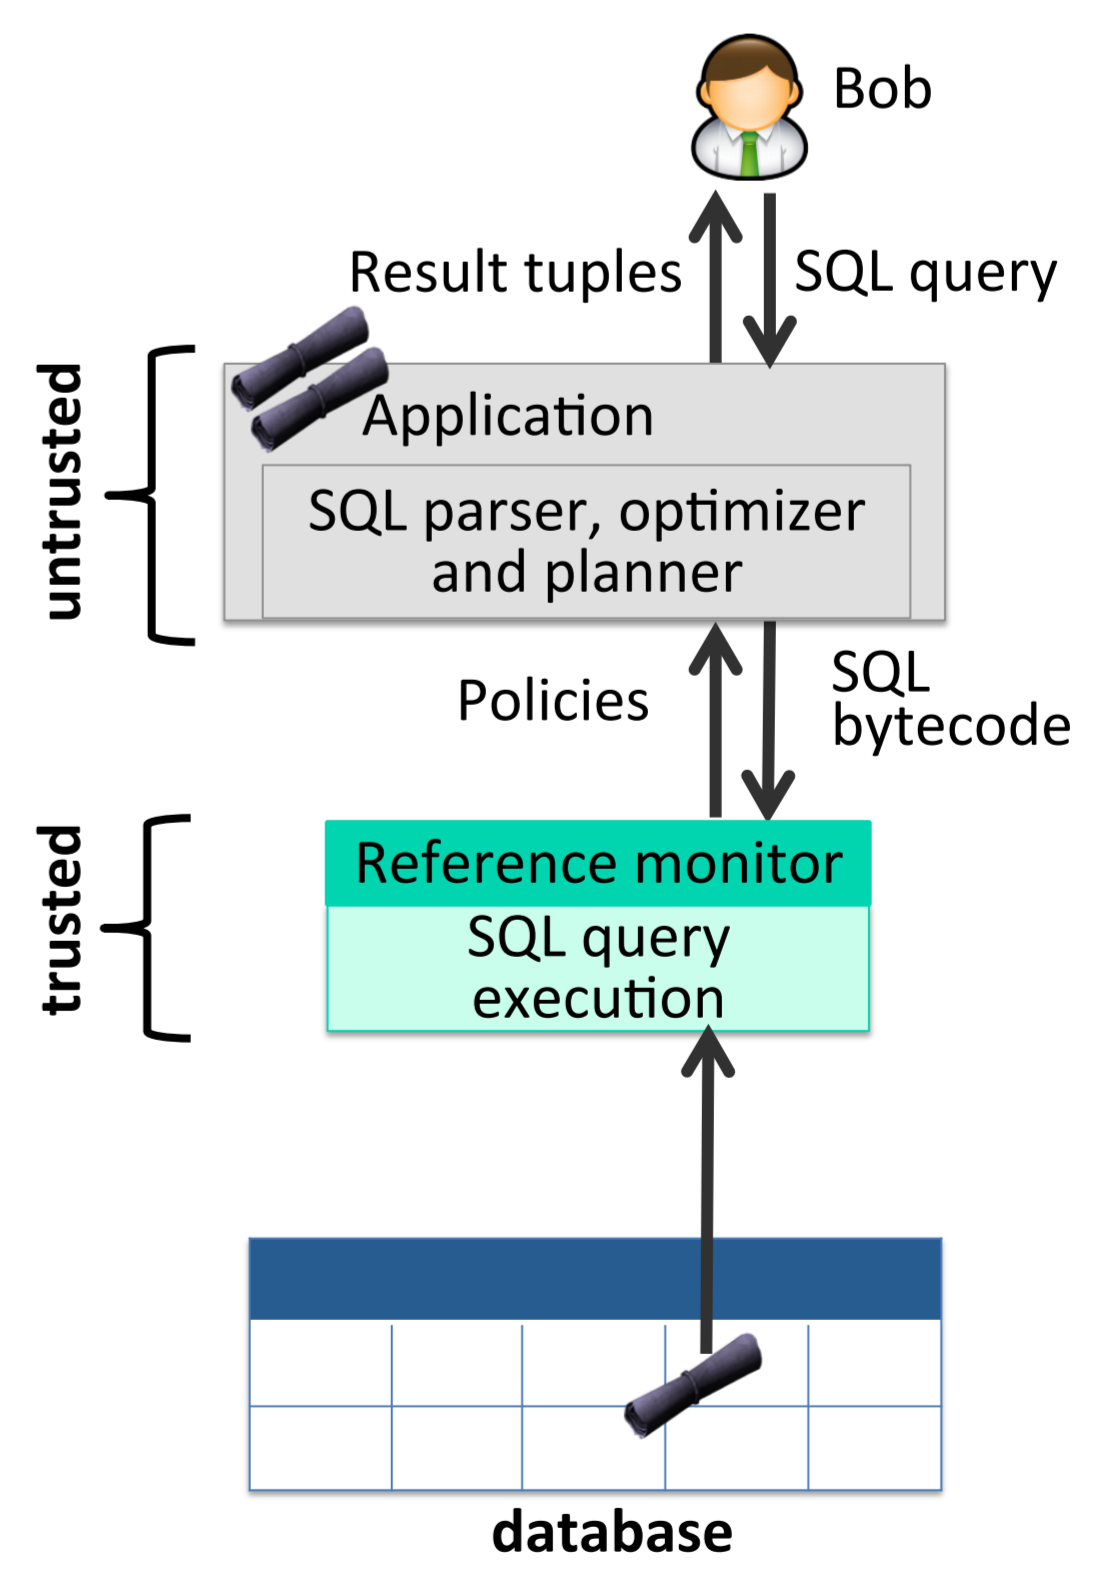 Bob
Result tuples
SQL query
untrusted
Application
SQL parser, optimizer
and planner
Policies
SQL
bytecode
trusted
Reference monitor
SQL query
execution
database